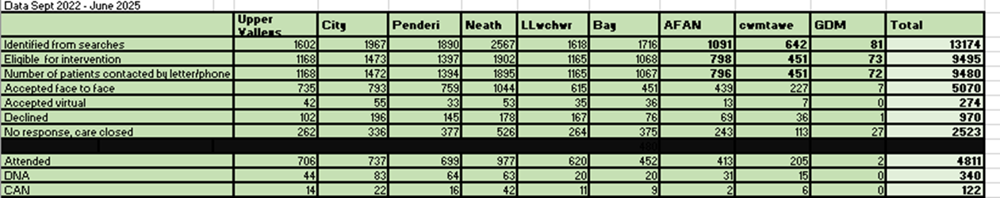 Data Sept 2022 - June 2025
Upper Valleys City Penderi Neath LLwchwr Bay AFAN cwmtawe GDM Total
Identified from searches 1602 1967 1890 2567 1618 1716 1091 642 81 13174
Eligible for intervention 1168 1473 1397 1902 1165 1068 798 451 73 9495
Number of patients contacted by letter/phone 1168 1472 1394 1895 1165 1067 796 451 72 9480
Accepted face to face 735 793 759 1044 615 451 439 227 7 5070
Accepted virtual 42 55 33 53 35 36 13 7 0 274
Declined 102 196 145 178 167 76 69 36 1 970
No response, care closed 262 336 377 526 264 375 243 113 27 2523
Attended 706 737 699 977 620 452 413 205 2 4811
DNA 44 83 64 63 20 20 31 15 0 340
CAN 14 22 16 42 11 9 2 6 0 122